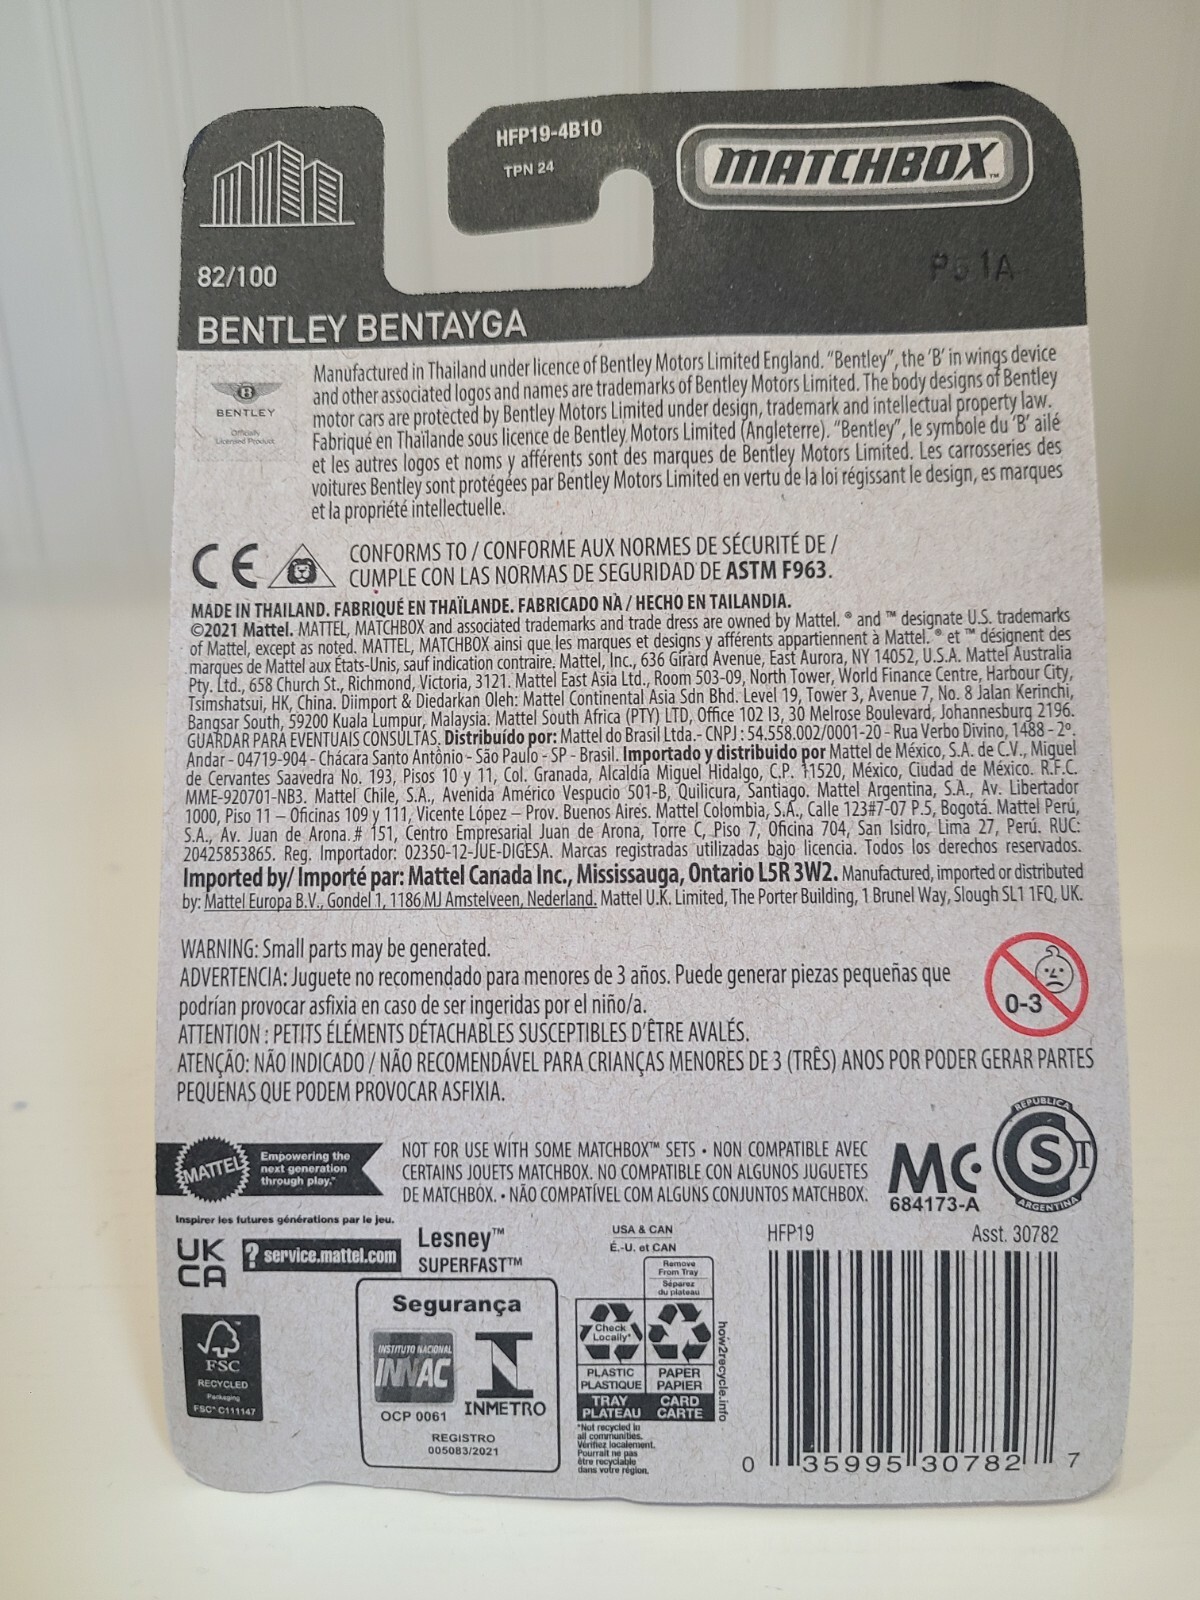 HFP19-4B10
TPN 24
MATCHBOX™
82/100
BENTLEY BENTAYGA
B
BENTLEY
Officially
Licensed Product
Manufactured in Thailand under licence of Bentley Motors Limited England. "Bentley", the 'B' in wings device
and other associated logos and names are trademarks of Bentley Motors Limited. The body designs of Bentley
motor cars are protected by Bentley Motors Limited under design, trademark and intellectual property law.
Fabriqué en Thaïlande sous licence de Bentley Motors Limited (Angleterre). "Bentley", le symbole du 'B' ailé
et les autres logos et noms y afférents sont des marques de Bentley Motors Limited. Les carrosseries des
voitures Bentley sont protégées par Bentley Motors Limited en vertu de la loi régissant le design, es marques
et la propriété intellectuelle.
CE
CONFORMS TO / CONFORME AUX NORMES DE SÉCURITÉ DE /
CUMPLE CON LAS NORMAS DE SEGURIDAD DE ASTM F963.
MADE IN THAILAND. FABRIQUÉ EN THAÏLANDE. FABRICADO NA / HECHO EN TAILANDIA.
©2021 Mattel. MATTEL, MATCHBOX and associated trademarks and trade dress are owned by Mattel. ® and ™ designate U.S. trademarks
of Mattel, except as noted. MATTEL, MATCHBOX ainsi que les marques et designs y afférents appartiennent à Mattel. ® et ™ désignent des
marques de Mattel aux États-Unis, sauf indication contraire. Mattel, Inc., 636 Girard Avenue, East Aurora, NY 14052, U.S.A. Mattel Australia
Pty. Ltd., 658 Church St., Richmond, Victoria, 3121. Mattel East Asia Ltd., Room 503-09, North Tower, World Finance Centre, Harbour City,
Tsimshatsui, HK, China. Diimport & Diedarkan Oleh: Mattel Continental Asia Sdn Bhd. Level 19, Tower 3, Avenue 7, No. 8 Jalan Kerinchi,
Bangsar South, 59200 Kuala Lumpur, Malaysia. Mattel South Africa (PTY) LTD, Office 102 I3, 30 Melrose Boulevard, Johannesburg 2196.
GUARDAR PARA EVENTUAIS CONSULTAS. Distribuído por: Mattel do Brasil Ltda.- CNPJ : 54.558.002/0001-20 - Rua Verbo Divino, 1488 - 2º.
Andar - 04719-904 - Chácara Santo Antônio - São Paulo - SP - Brasil. Importado y distribuido por Mattel de México, S.A. de C.V., Miguel
de Cervantes Saavedra No. 193, Pisos 10 y 11, Col. Granada, Alcaldía Miguel Hidalgo, C.P. 11520, México, Ciudad de México. R.F.C.
MME-920701-NB3. Mattel Chile, S.A., Avenida Américo Vespucio 501-B, Quilicura, Santiago. Mattel Argentina, S.A., Av. Libertador
1000, Piso 11 – Oficinas 109 y 111, Vicente López – Prov. Buenos Aires. Mattel Colombia, S.A., Calle 123#7-07 P.5, Bogotá. Mattel Perú,
S.A., Av. Juan de Arona # 151, Centro Empresarial Juan de Arona, Torre C, Piso 7, Oficina 704, San Isidro, Lima 27, Perú. RUC:
20425853865. Reg. Importador: 02350-12-JUE-DIGESA. Marcas registradas utilizadas bajo licencia. Todos los derechos reservados.
Imported by/ Importé par: Mattel Canada Inc., Mississauga, Ontario L5R 3W2. Manufactured, imported or distributed
by: Mattel Europa B.V., Gondel 1, 1186 MJ Amstelveen, Nederland. Mattel U.K. Limited, The Porter Building, 1 Brunel Way, Slough SL1 1FQ, UK.
WARNING: Small parts may be generated.
ADVERTENCIA: Juguete no recomendado para menores de 3 años. Puede generar piezas pequeñas que
podrían provocar asfixia en caso de ser ingeridas por el niño/a.
ATTENTION : PETITS ÉLÉMENTS DÉTACHABLES SUSCEPTIBLES D'ÊTRE AVALÉS.
ATENÇÃO: NÃO INDICADO / NÃO RECOMENDÁVEL PARA CRIANÇAS MENORES DE 3 (TRÊS) ANOS POR PODER GERAR PARTES
PEQUENAS QUE PODEM PROVOCAR ASFIXIA.
0-3
MATTEL
Empowering the
next generation
through play.™
Inspirer les futures générations par le jeu.
NOT FOR USE WITH SOME MATCHBOX™ SETS • NON COMPATIBLE AVEC
CERTAINS JOUETS MATCHBOX. NO COMPATIBLE CON ALGUNOS JUGUETES
DE MATCHBOX. • NÃO COMPATÍVEL COM ALGUNS CONJUNTOS MATCHBOX.
MC
684173-A
REPUBLICA
S T
ARGENTINA
UK
CA
? service.mattel.com
Lesney™
SUPERFAST™
FSC
RECYCLED
Packaging
FSC® C111147
Segurança
INSTITUTO NACIONAL
INNAC
OCP 0061
INMETRO
REGISTRO
005083/2021
USA & CAN
É.-U. et CAN
Remove
From Tray
Séparez
du plateau
Check
Locally*
PLASTIC
PLASTIQUE
TRAY
PLATEAU
PAPER
PAPIER
CARD
CARTE
how2recycle.info
*Not recycled in
all communities.
Vérifiez localement.
Pourrait ne pas
être recyclable
dans votre région.
HFP19
Asst. 30782
0 35995 30782 7